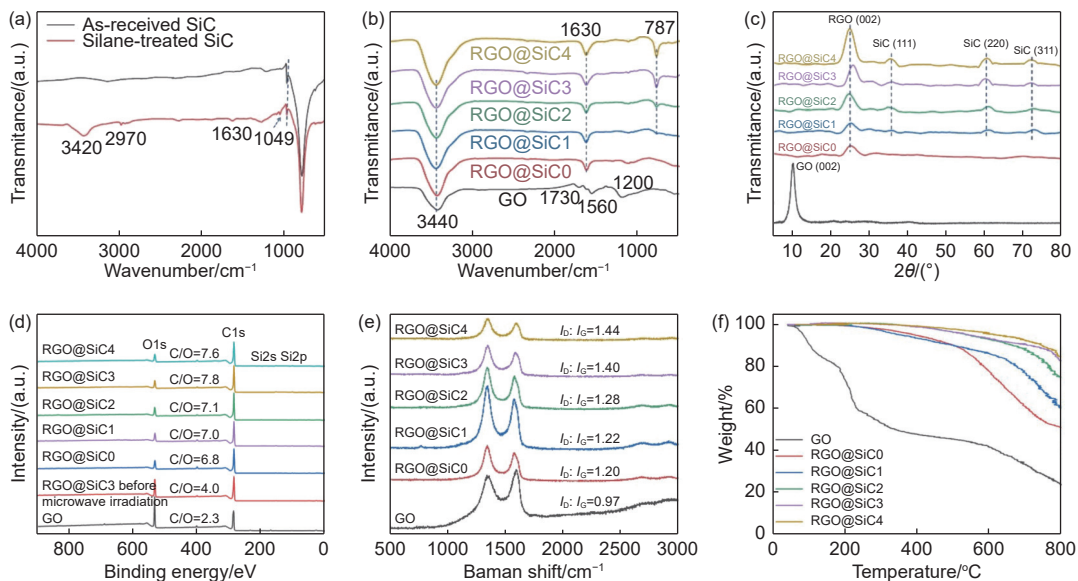 (a)
As-received SiC
Silane-treated SiC
Transmittance/(a.u.)
3420
2970
1630
1049
4000 3000 2000 1000
Wavenumber/cm⁻¹
(b)
1630 787
RGO@SiC4
RGO@SiC3
RGO@SiC2
RGO@SiC1
RGO@SiC0
GO
3440
1730
1560
1200
Transmitance/(a.u.)
4000 3000 2000 1000
Wavenumber/cm⁻¹
(c)
RGO (002)
SiC (111)
SiC (220)
SiC (311)
RGO@SiC4
RGO@SiC3
RGO@SiC2
RGO@SiC1
RGO@SiC0
GO (002)
Transmitance/(a.u.)
10 20 30 40 50 60 70 80
2θ/(°)
(d)
O1s
C1s
Si2s Si2p
RGO@SiC4 C/O=7.6
RGO@SiC3 C/O=7.8
RGO@SiC2 C/O=7.1
RGO@SiC1 C/O=7.0
RGO@SiC0 C/O=6.8
RGO@SiC3 before
microwave irradiation C/O=4.0
GO C/O=2.3
Intensity/(a.u.)
800 600 400 200 0
Binding energy/eV
(e)
RGO@SiC4 I_D: I_G=1.44
RGO@SiC3 I_D: I_G=1.40
RGO@SiC2 I_D: I_G=1.28
RGO@SiC1 I_D: I_G=1.22
RGO@SiC0 I_D: I_G=1.20
GO I_D: I_G=0.97
Intensity/(a.u.)
500 1000 1500 2000 2500 3000
Baman shift/cm⁻¹
(f)
100
80
60
40
20
0
Weight/%
GO
RGO@SiC0
RGO@SiC1
RGO@SiC2
RGO@SiC3
RGO@SiC4
0 200 400 600 800
Temperature/°C